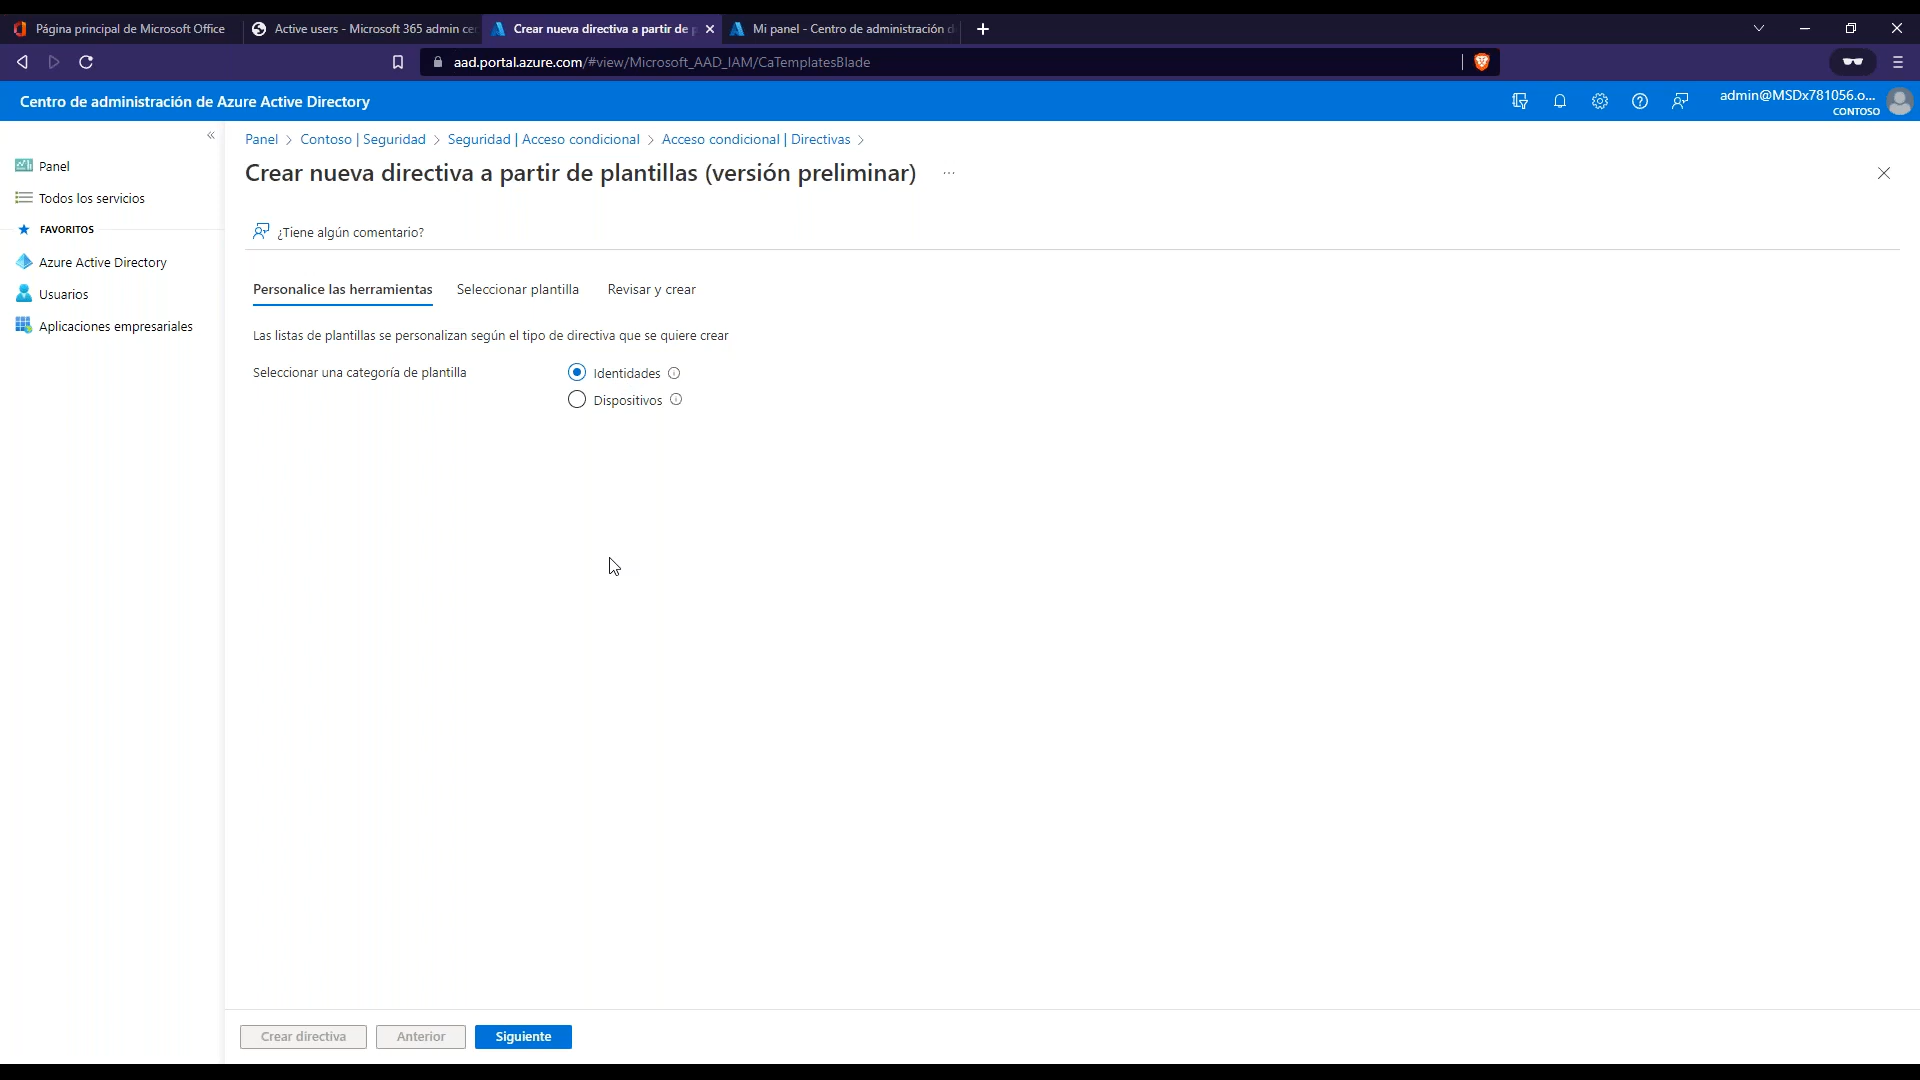 Página principal de Microsoft Office
Active users - Microsoft 365 admin ce
Crear nueva directiva a partir de p
Mi panel - Centro de administración d
aad.portal.azure.com/#view/Microsoft_AAD_IAM/CaTemplatesBlade
Centro de administración de Azure Active Directory
admin@MSDx781056.o...
CONTOSO
Panel > Contoso | Seguridad > Seguridad | Acceso condicional > Acceso condicional | Directivas >
Crear nueva directiva a partir de plantillas (versión preliminar)
...
Panel
Todos los servicios
FAVORITOS
Azure Active Directory
Usuarios
Aplicaciones empresariales
¿Tiene algún comentario?
Personalice las herramientas
Seleccionar plantilla
Revisar y crear
Las listas de plantillas se personalizan según el tipo de directiva que se quiere crear
Seleccionar una categoría de plantilla
Identidades
Dispositivos
Crear directiva
Anterior
Siguiente